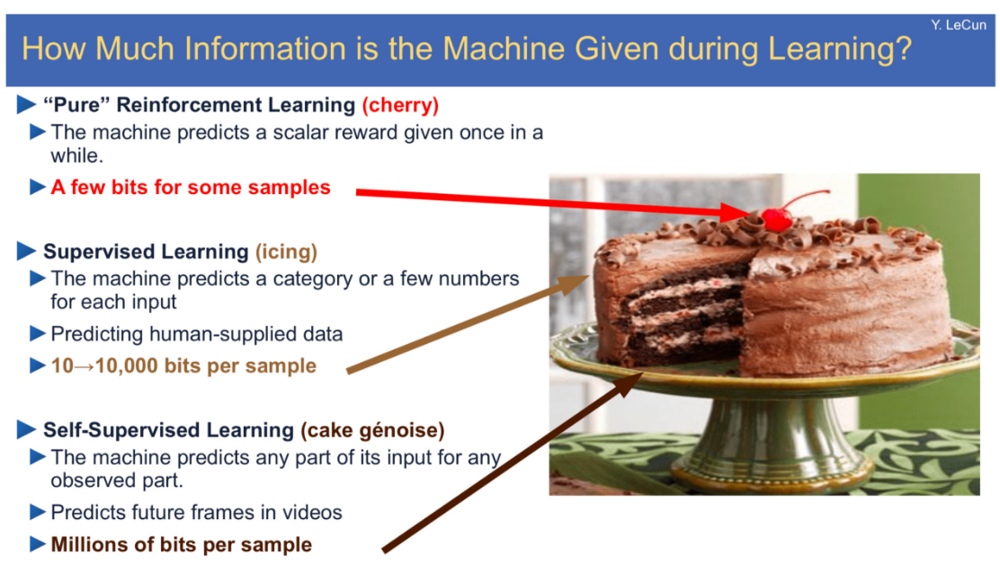 Y. LeCun
How Much Information is the Machine Given during Learning?
“Pure” Reinforcement Learning (cherry)
The machine predicts a scalar reward given once in a
while.
A few bits for some samples
Supervised Learning (icing)
The machine predicts a category or a few numbers
for each input
Predicting human-supplied data
10→10,000 bits per sample
Self-Supervised Learning (cake génoise)
The machine predicts any part of its input for any
observed part.
Predicts future frames in videos
Millions of bits per sample